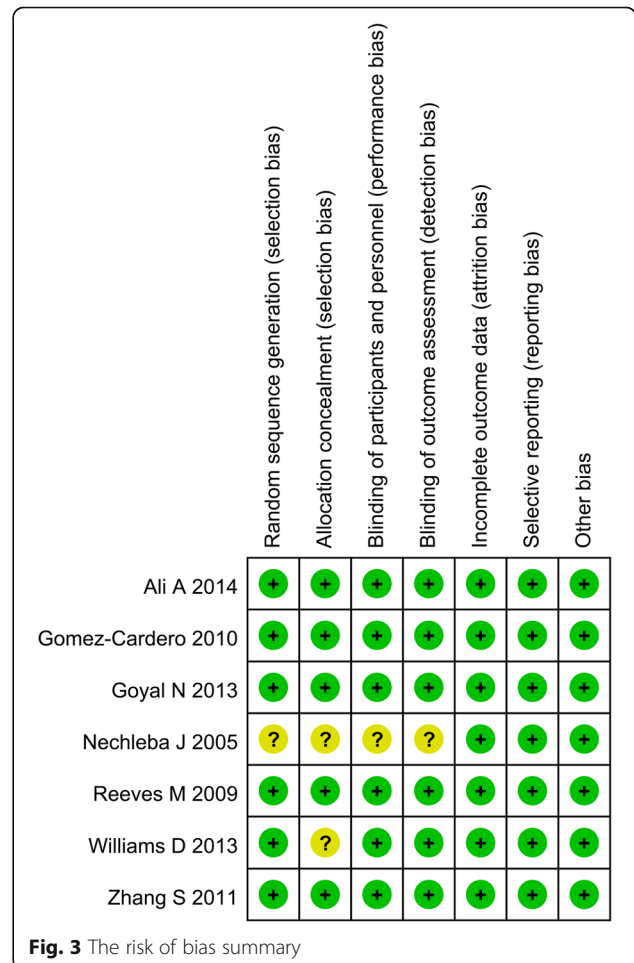 Random sequence generation (selection bias)
Allocation concealment (selection bias)
Blinding of participants and personnel (performance bias)
Blinding of outcome assessment (detection bias)
Incomplete outcome data (attrition bias)
Selective reporting (reporting bias)
Other bias
Ali A 2014 + + + + + + +
Gomez-Cardero 2010 + + + + + + +
Goyal N 2013 + + + + + + +
Nechleba J 2005 ? ? ? ? + + +
Reeves M 2009 + + + + + + +
Williams D 2013 + ? + + + + +
Zhang S 2011 + + + + + + +
Fig. 3 The risk of bias summary